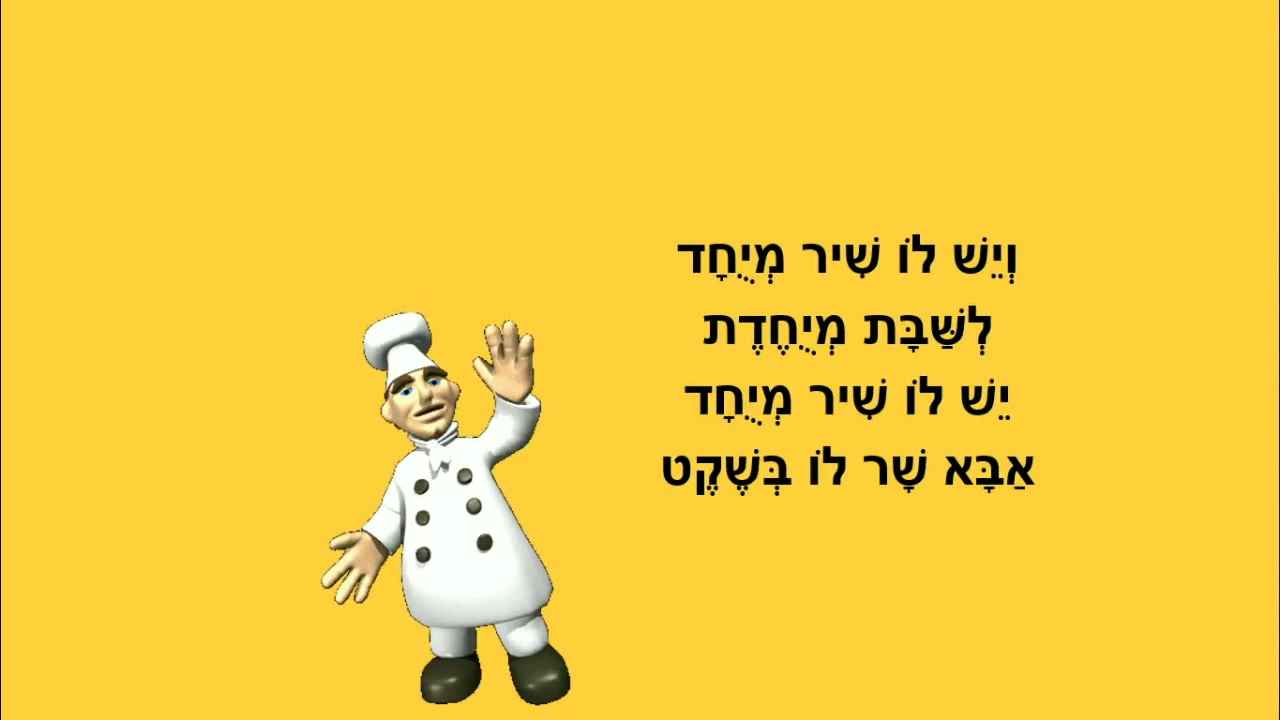 וְיֵשׁ לוֹ שִׁיר מְיֻחָד
לְשַּׁבָּת מְיֻחֶדֶת
יֵשׁ לוֹ שִׁיר מְיֻחָד
אַבָּא שָׁר לוֹ בְּשֶׁקֶט